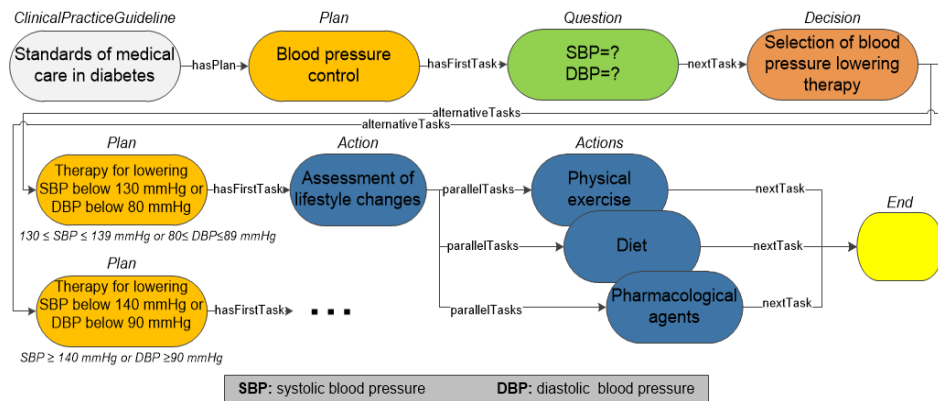 ClinicalPracticeGuideline
Plan
Question
Decision
Standards of medical
care in diabetes
hasPlan
Blood pressure
control
hasFirstTask
SBP=?
DBP=?
nextTask
Selection of blood
pressure lowering
therapy
alternativeTasks
alternativeTasks
Plan
Action
Actions
End
Therapy for lowering
SBP below 130 mmHg or
DBP below 80 mmHg
hasFirstTask
Assessment of
lifestyle changes
parallelTasks
Physical
exercise
nextTask
130 ≤ SBP ≤ 139 mmHg or 80≤ DBP≤89 mmHg
parallelTasks
Diet
nextTask
Plan
Therapy for lowering
SBP below 140 mmHg or
DBP below 90 mmHg
hasFirstTask
...
parallelTasks
Pharmacological
agents
nextTask
SBP ≥ 140 mmHg or DBP ≥90 mmHg
SBP: systolic blood pressure DBP: diastolic blood pressure